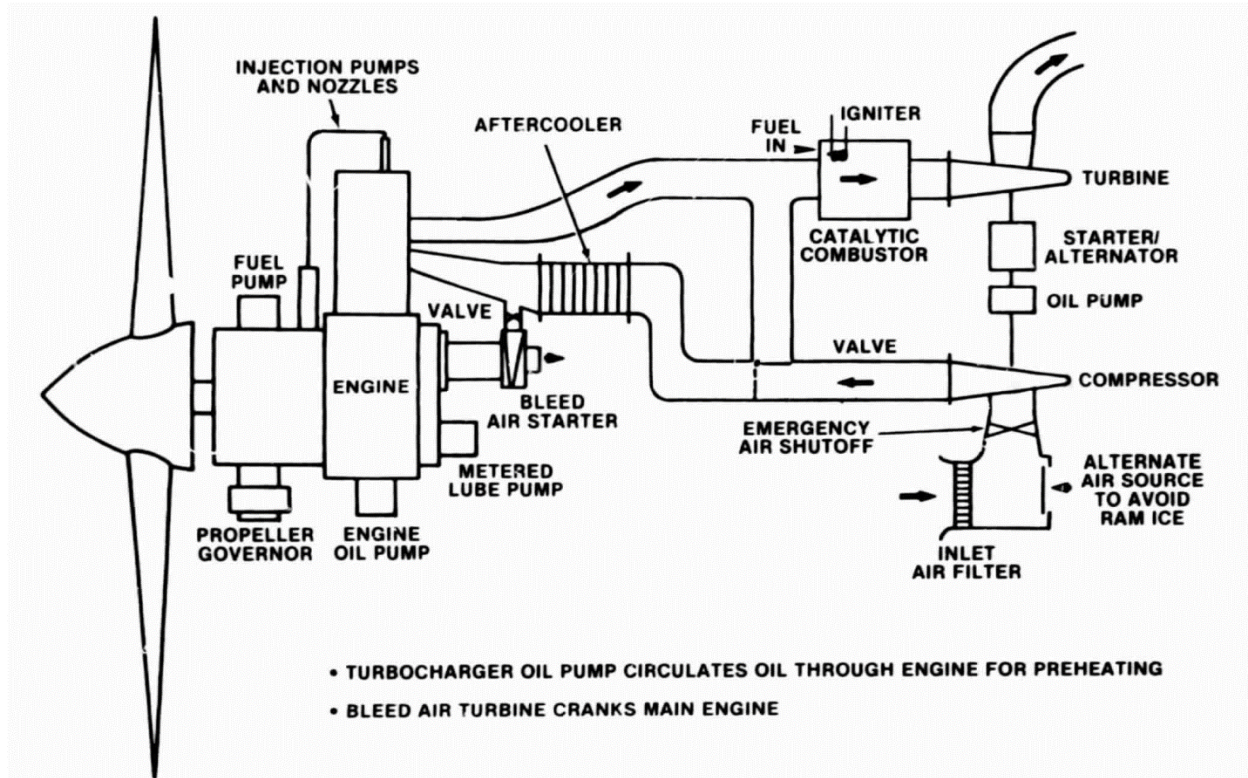 INJECTION PUMPS
AND NOZZLES
AFTERCOOLER
FUEL
IN
IGNITER
TURBINE
CATALYTIC
COMBUSTOR
STARTER/
ALTERNATOR
FUEL
PUMP
OIL PUMP
VALVE
VALVE
ENGINE
COMPRESSOR
BLEED
AIR STARTER
EMERGENCY
AIR SHUTOFF
METERED
LUBE PUMP
ALTERNATE
AIR SOURCE
TO AVOID
RAM ICE
PROPELLER
GOVERNOR
ENGINE
OIL PUMP
INLET
AIR FILTER
• TURBOCHARGER OIL PUMP CIRCULATES OIL THROUGH ENGINE FOR PREHEATING
• BLEED AIR TURBINE CRANKS MAIN ENGINE